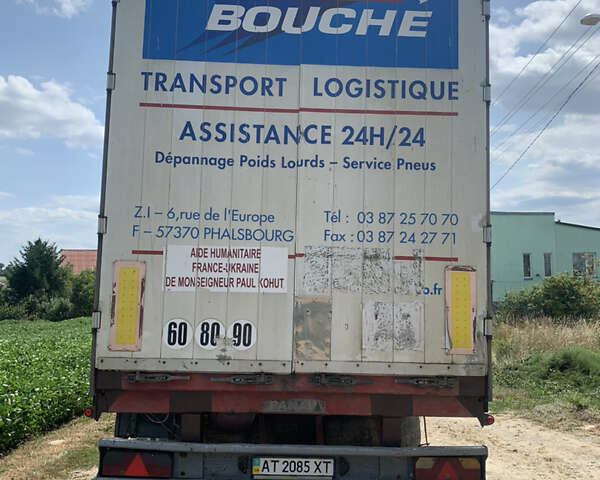 BOUCHÉ
TRANSPORT LOGISTIQUE
ASSISTANCE 24H/24
Dépannage Poids Lourds – Service Pneus
Z.I – 6,rue de l'Europe
F – 57370 PHALSBOURG
Tél : 03 87 25 70 70
Fax : 03 87 24 27 71
AIDE HUMANITAIRE
FRANCE-UKRAINE
DE MONSEIGNEUR PAUL KOHUT
60 80 90
AT 2085 XT